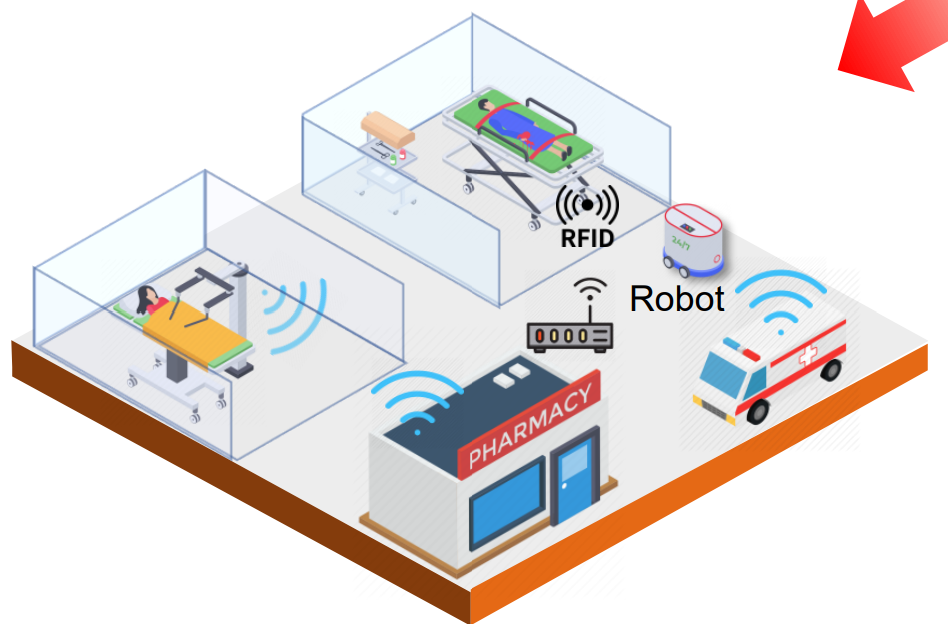 RFID
24/7
Robot
PHARMACY